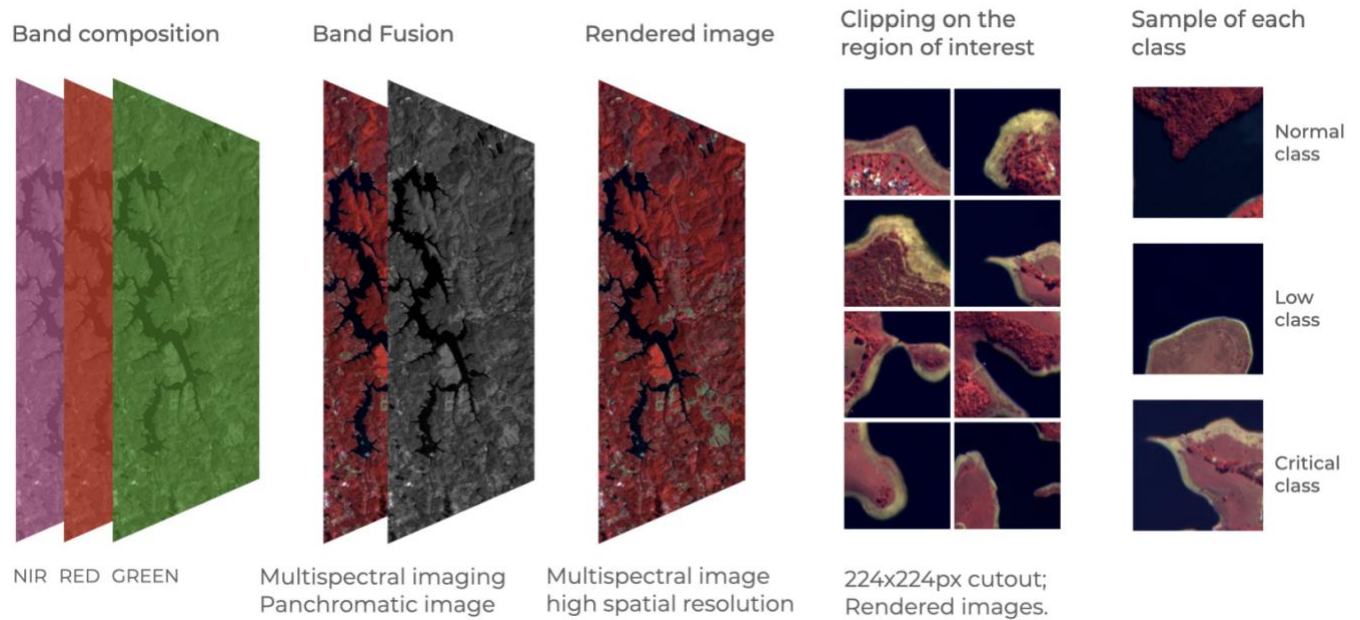 Band composition
Band Fusion
Rendered image
Clipping on the
region of interest
Sample of each
class
Normal
class
Low
class
Critical
class
NIR RED GREEN
Multispectral imaging
Panchromatic image
Multispectral image
high spatial resolution
224x224px cutout;
Rendered images.